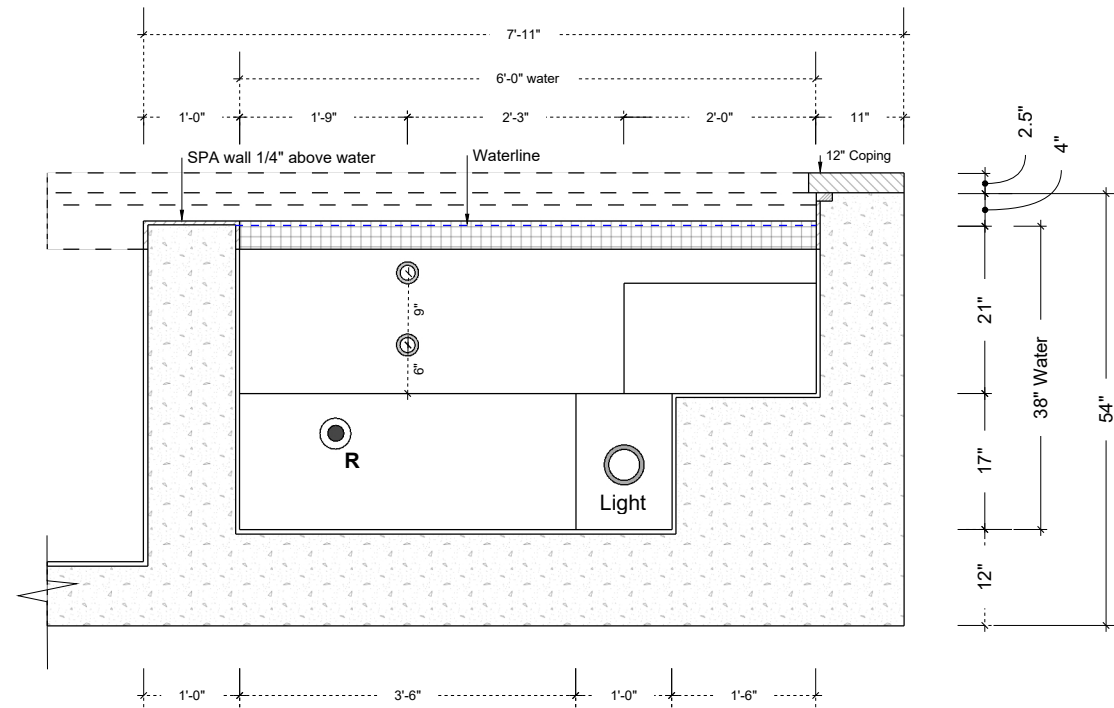 7'-11"
6'-0" water
1'-0"
1'-9"
2'-3"
2'-0"
11"
2.5"
4"
SPA wall 1/4" above water
Waterline
12" Coping
9"
6"
21"
38" Water
54"
17"
R
Light
12"
1'-0"
3'-6"
1'-0"
1'-6"